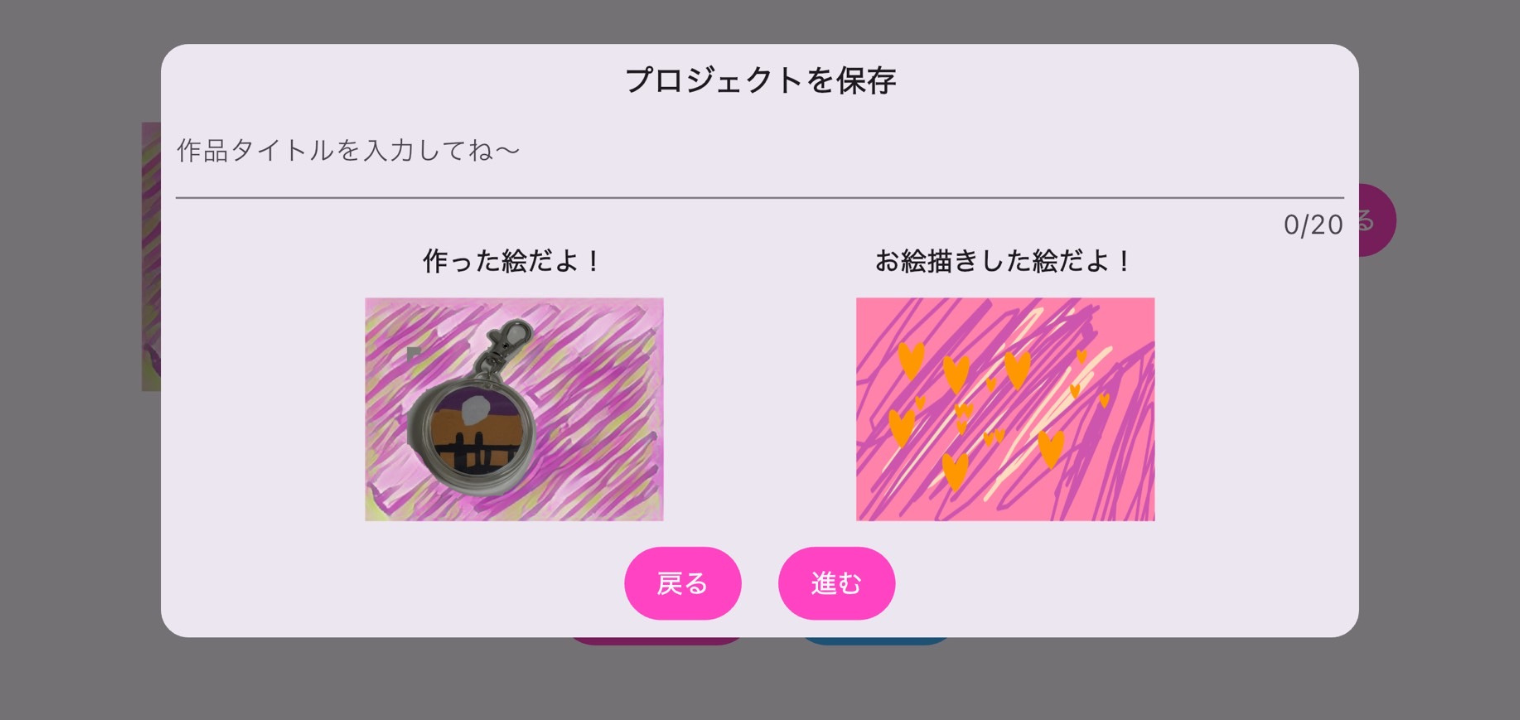 プロジェクトを保存
作品タイトルを入力してね〜
0/20
る
作った絵だよ！
お絵描きした絵だよ！
戻る
進む